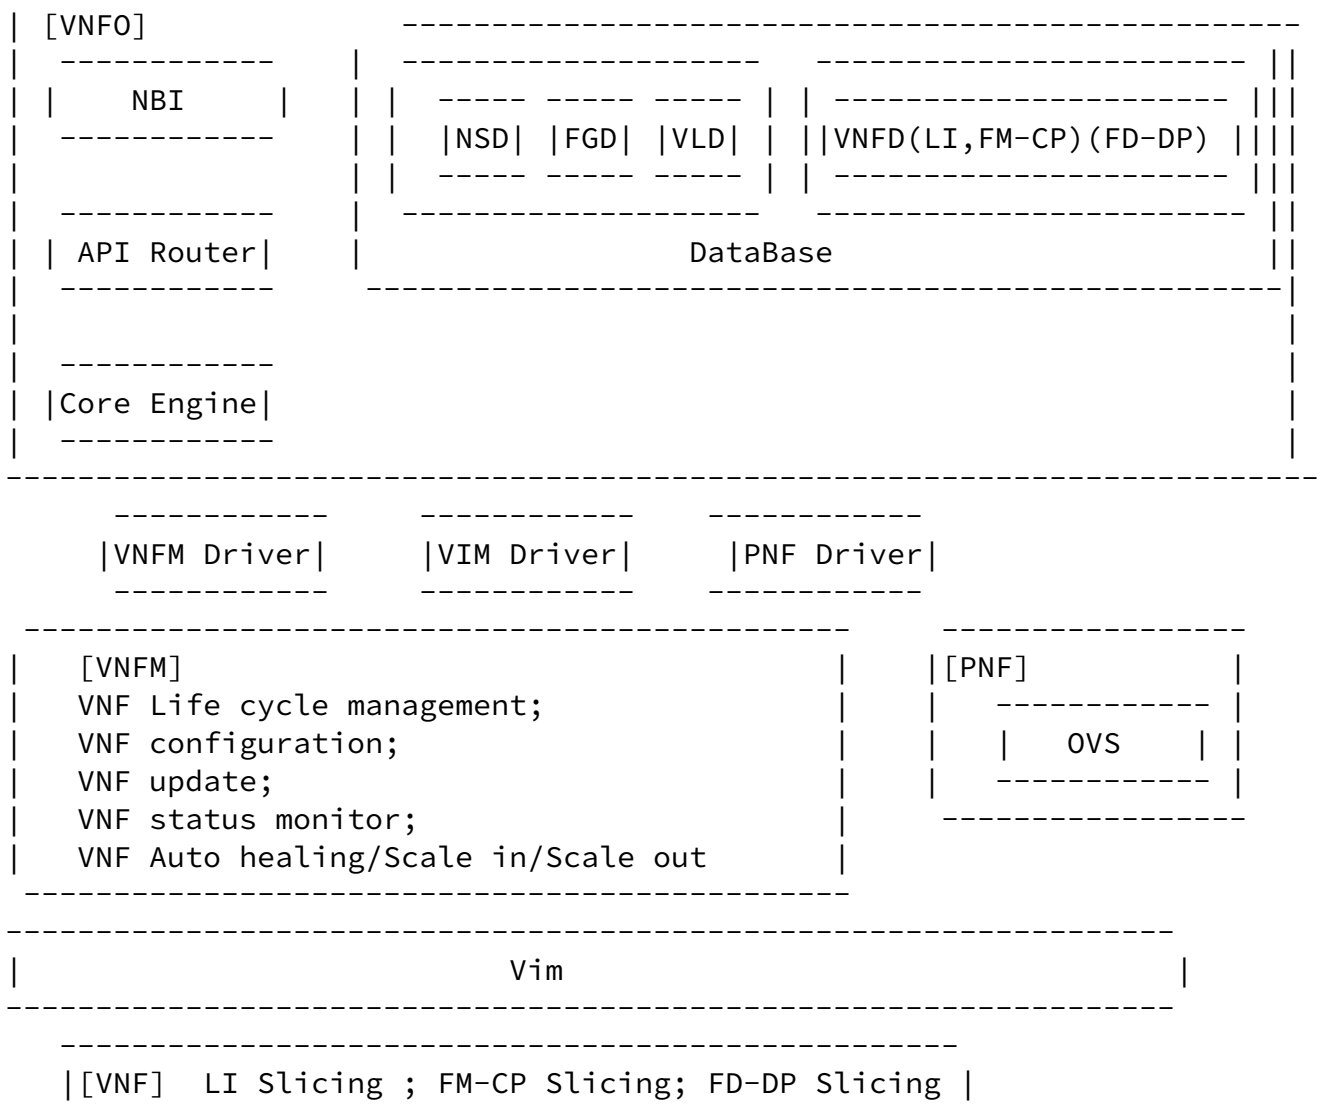 [VNFO]
NBI
|NSD| |FGD| |VLD| ||VNFD(LI,FM-CP)(FD-DP) |
API Router| DataBase
|Core Engine|
|VNFM Driver| |VIM Driver| |PNF Driver|
[VNFM] |[PNF]
VNF Life cycle management;
VNF configuration; | OVS |
VNF update;
VNF status monitor;
VNF Auto healing/Scale in/Scale out
Vim
|[VNF] LI Slicing ; FM-CP Slicing; FD-DP Slicing |